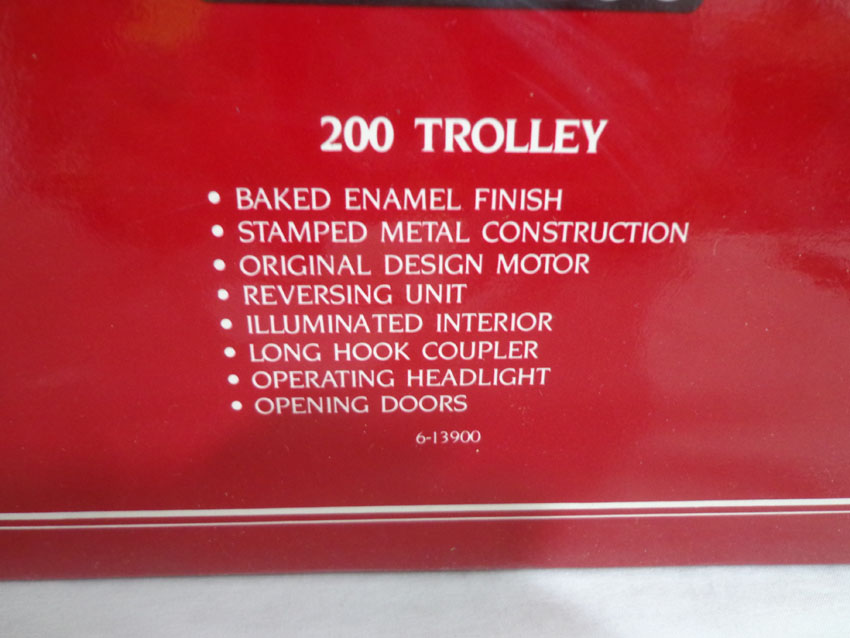 200 TROLLEY
• BAKED ENAMEL FINISH
• STAMPED METAL CONSTRUCTION
• ORIGINAL DESIGN MOTOR
• REVERSING UNIT
• ILLUMINATED INTERIOR
• LONG HOOK COUPLER
• OPERATING HEADLIGHT
• OPENING DOORS
6-13900